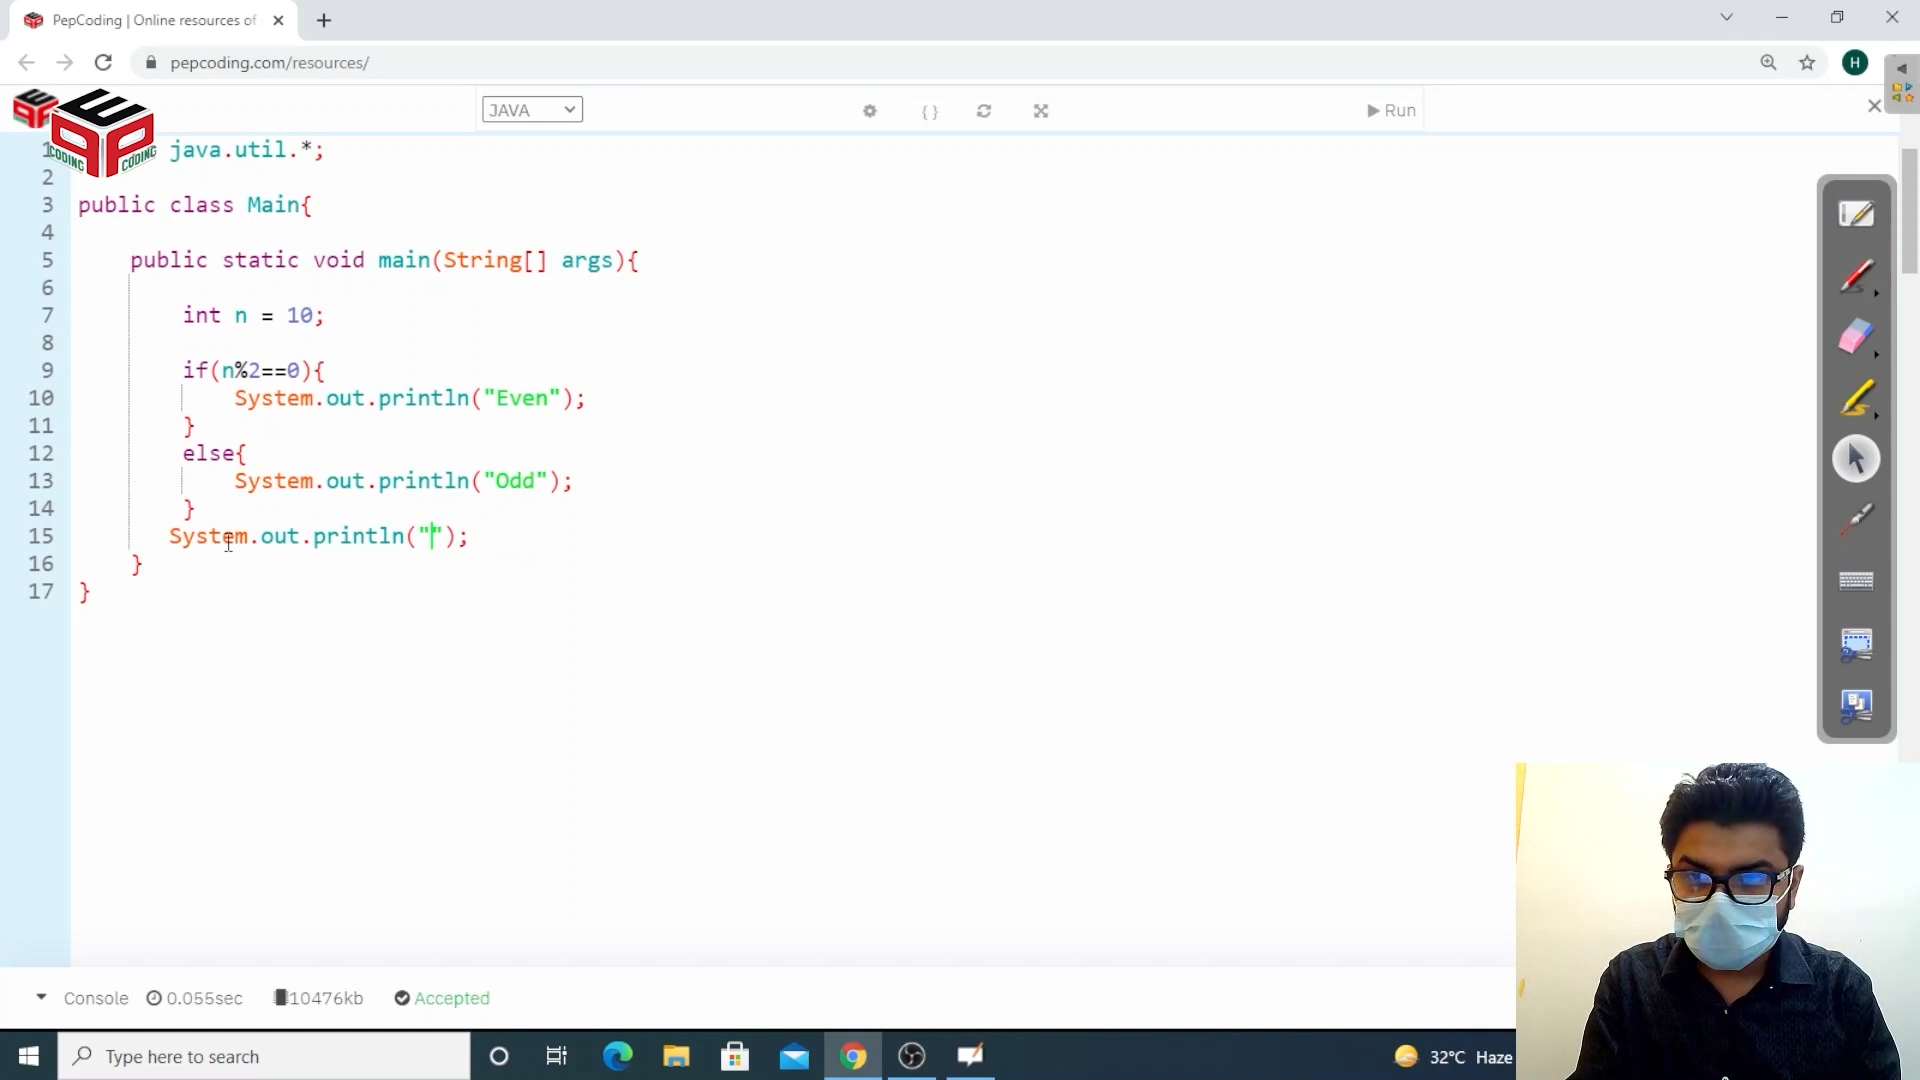 PepCoding | Online resources of
pepcoding.com/resources/
H
CODING CODING
JAVA
{ }
Run
1 java.util.*;
2
3 public class Main{
4
5 public static void main(String[] args){
6
7 int n = 10;
8
9 if(n%2==0){
10 System.out.println("Even");
11 }
12 else{
13 System.out.println("Odd");
14 }
15 System.out.println("");
16 }
17 }
Console 0.055sec 10476kb Accepted
Type here to search
32°C Haze